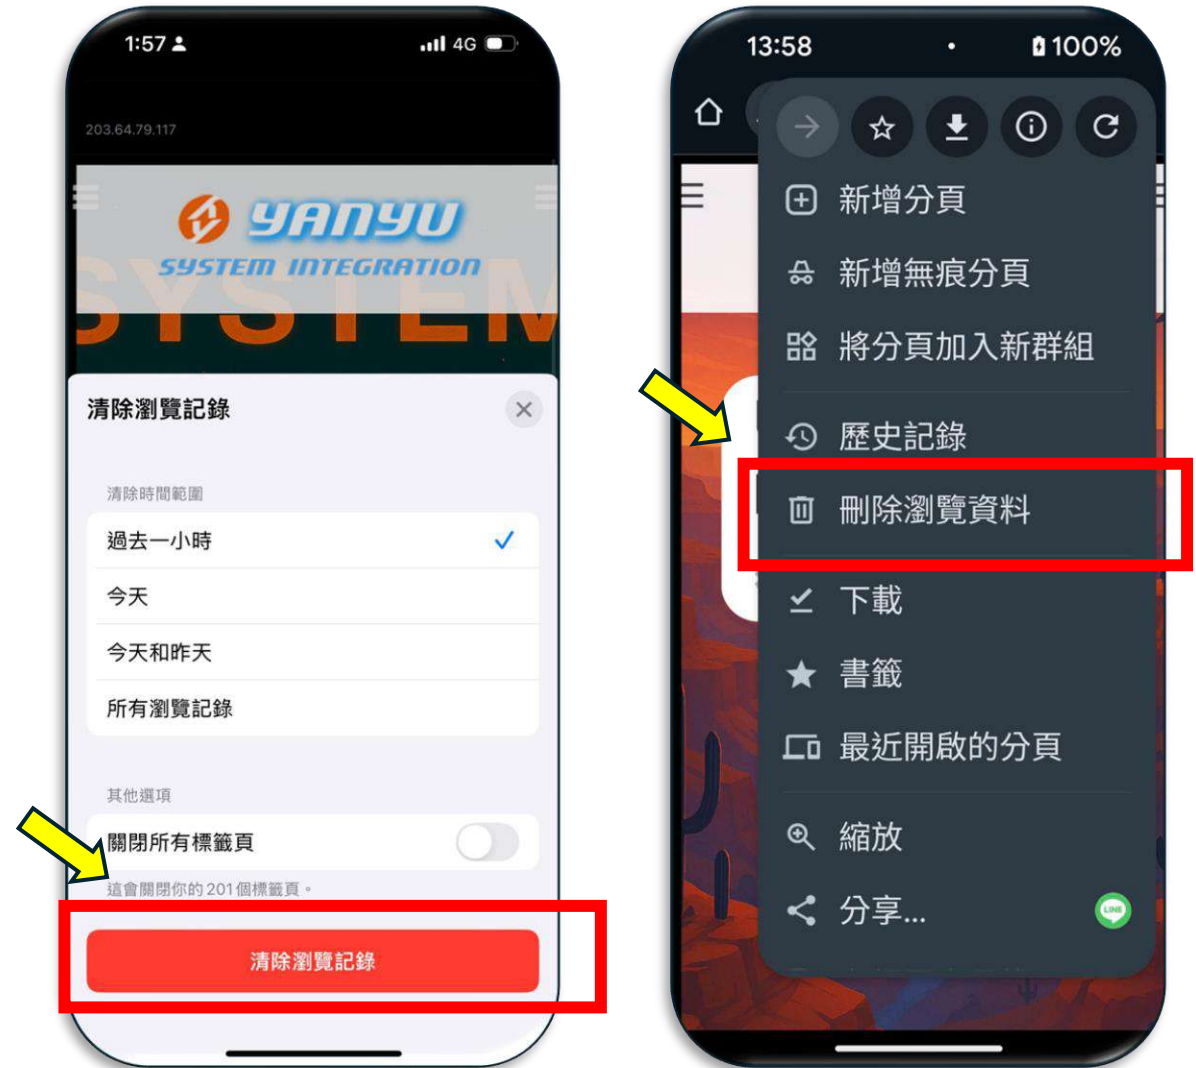 1:57
4G
203.64.79.117
YANYU
SYSTEM INTEGRATION
SYSTEM
清除瀏覽記錄
清除時間範圍
過去一小時
今天
今天和昨天
所有瀏覽記錄
其他選項
關閉所有標籤頁
這會關閉你的 201 個標籤頁。
清除瀏覽記錄
13:58
100%
新增分頁
新增無痕分頁
將分頁加入新群組
歷史記錄
刪除瀏覽資料
下載
書籤
最近開啟的分頁
縮放
分享...
LINE